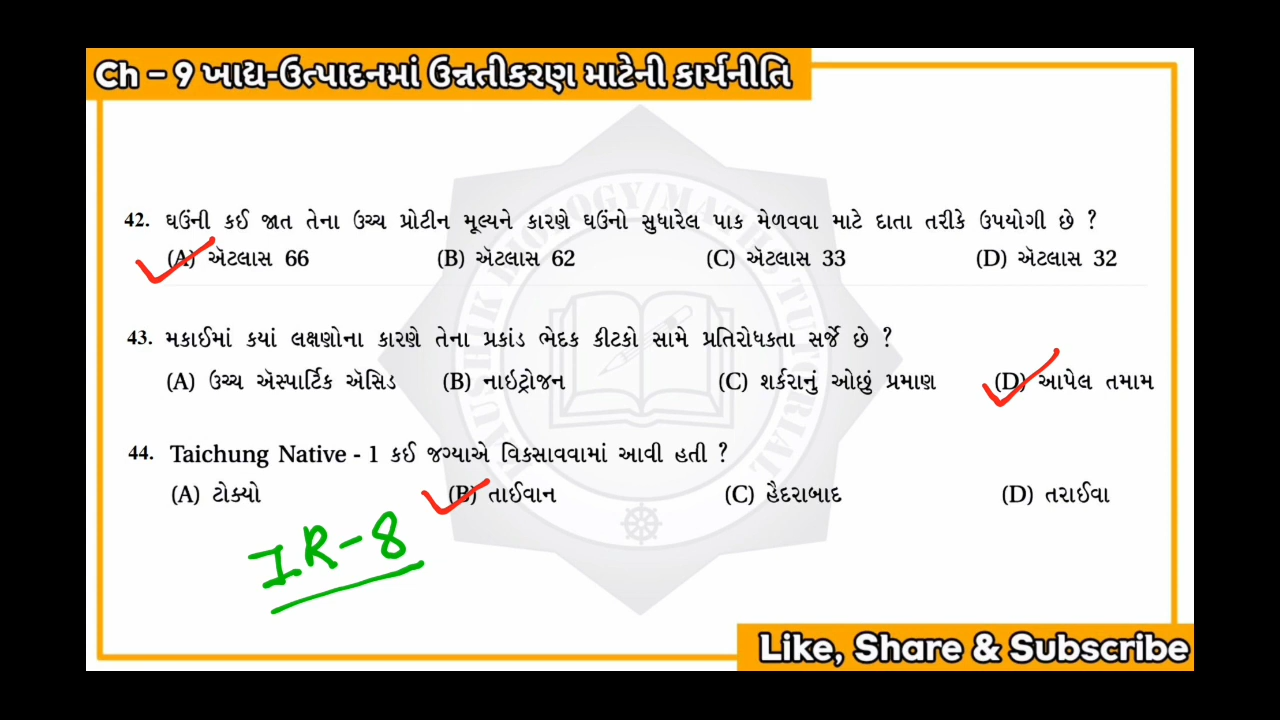 Ch – 9 ખાદ્ય-ઉત્પાદનમાં ઉન્નતીકરણ માટેની કાર્યનીતિ
42. ઘઉંની કઈ જાત તેના ઉચ્ચ પ્રોટીન મૂલ્યને કારણે ઘઉંનો સુધારેલ પાક મેળવવા માટે દાતા તરીકે ઉપયોગી છે ?
(A) ઍટલાસ 66 (B) ઍટલાસ 62 (C) ઍટલાસ 33 (D) ઍટલાસ 32
43. મકાઈમાં કયાં લક્ષણોના કારણે તેના પ્રકાંડ ભેદક કીટકો સામે પ્રતિરોધકતા સર્જે છે ?
(A) ઉચ્ચ ઍસ્પાર્ટિક ઍસિડ (B) નાઇટ્રોજન (C) શર્કરાનું ઓછું પ્રમાણ (D) આપેલ તમામ
44. Taichung Native - 1 કઈ જગ્યાએ વિકસાવવામાં આવી હતી ?
(A) ટોક્યો (B) તાઈવાન (C) હૈદરાબાદ (D) તરાઈવા
IR-8
Like, Share & Subscribe